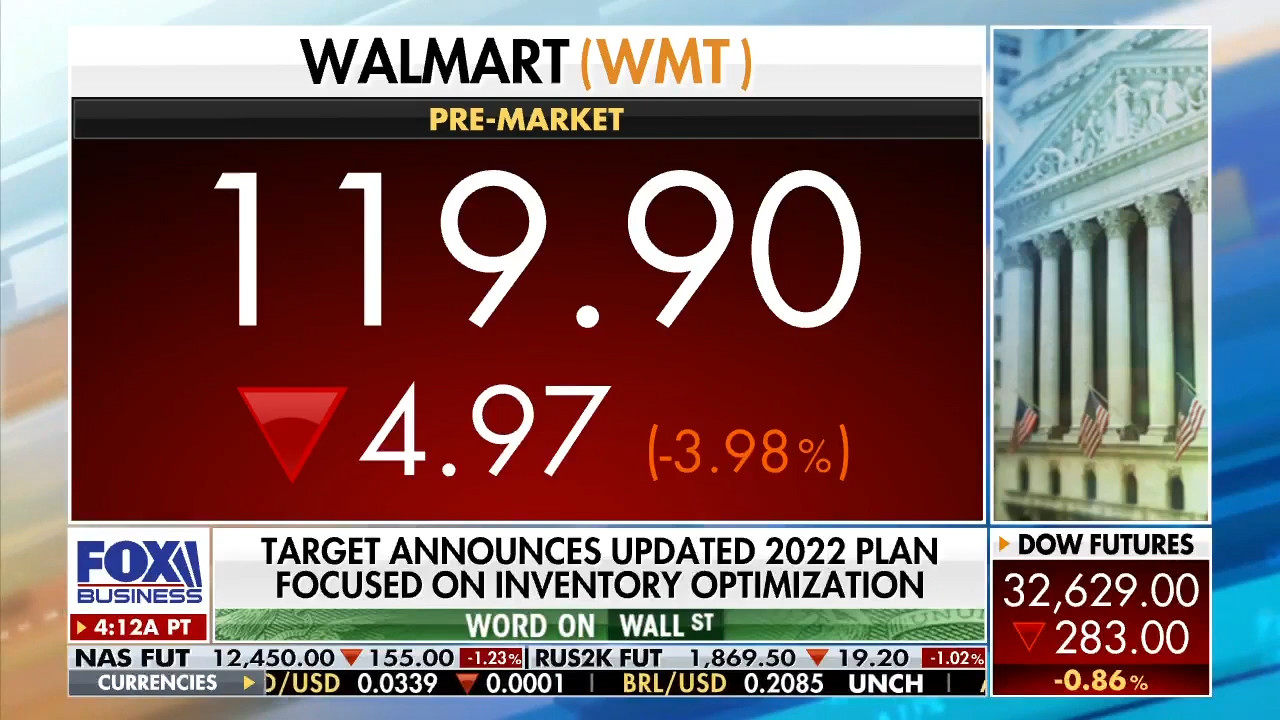 WALMART (WMT)
PRE-MARKET
119.90
▼ 4.97 (-3.98%)
FOX
BUSINESS
4:12A PT
TARGET ANNOUNCES UPDATED 2022 PLAN
FOCUSED ON INVENTORY OPTIMIZATION
WORD ON WALL ST
DOW FUTURES
32,629.00
▼ 283.00
-0.86%
NAS FUT 12,450.00 ▼ 155.00 -1.23% RUS2K FUT 1,869.50 ▼ 19.20 -1.02%
CURRENCIES /USD 0.0339 ▼ 0.0001 BRL/USD 0.2085 UNCH